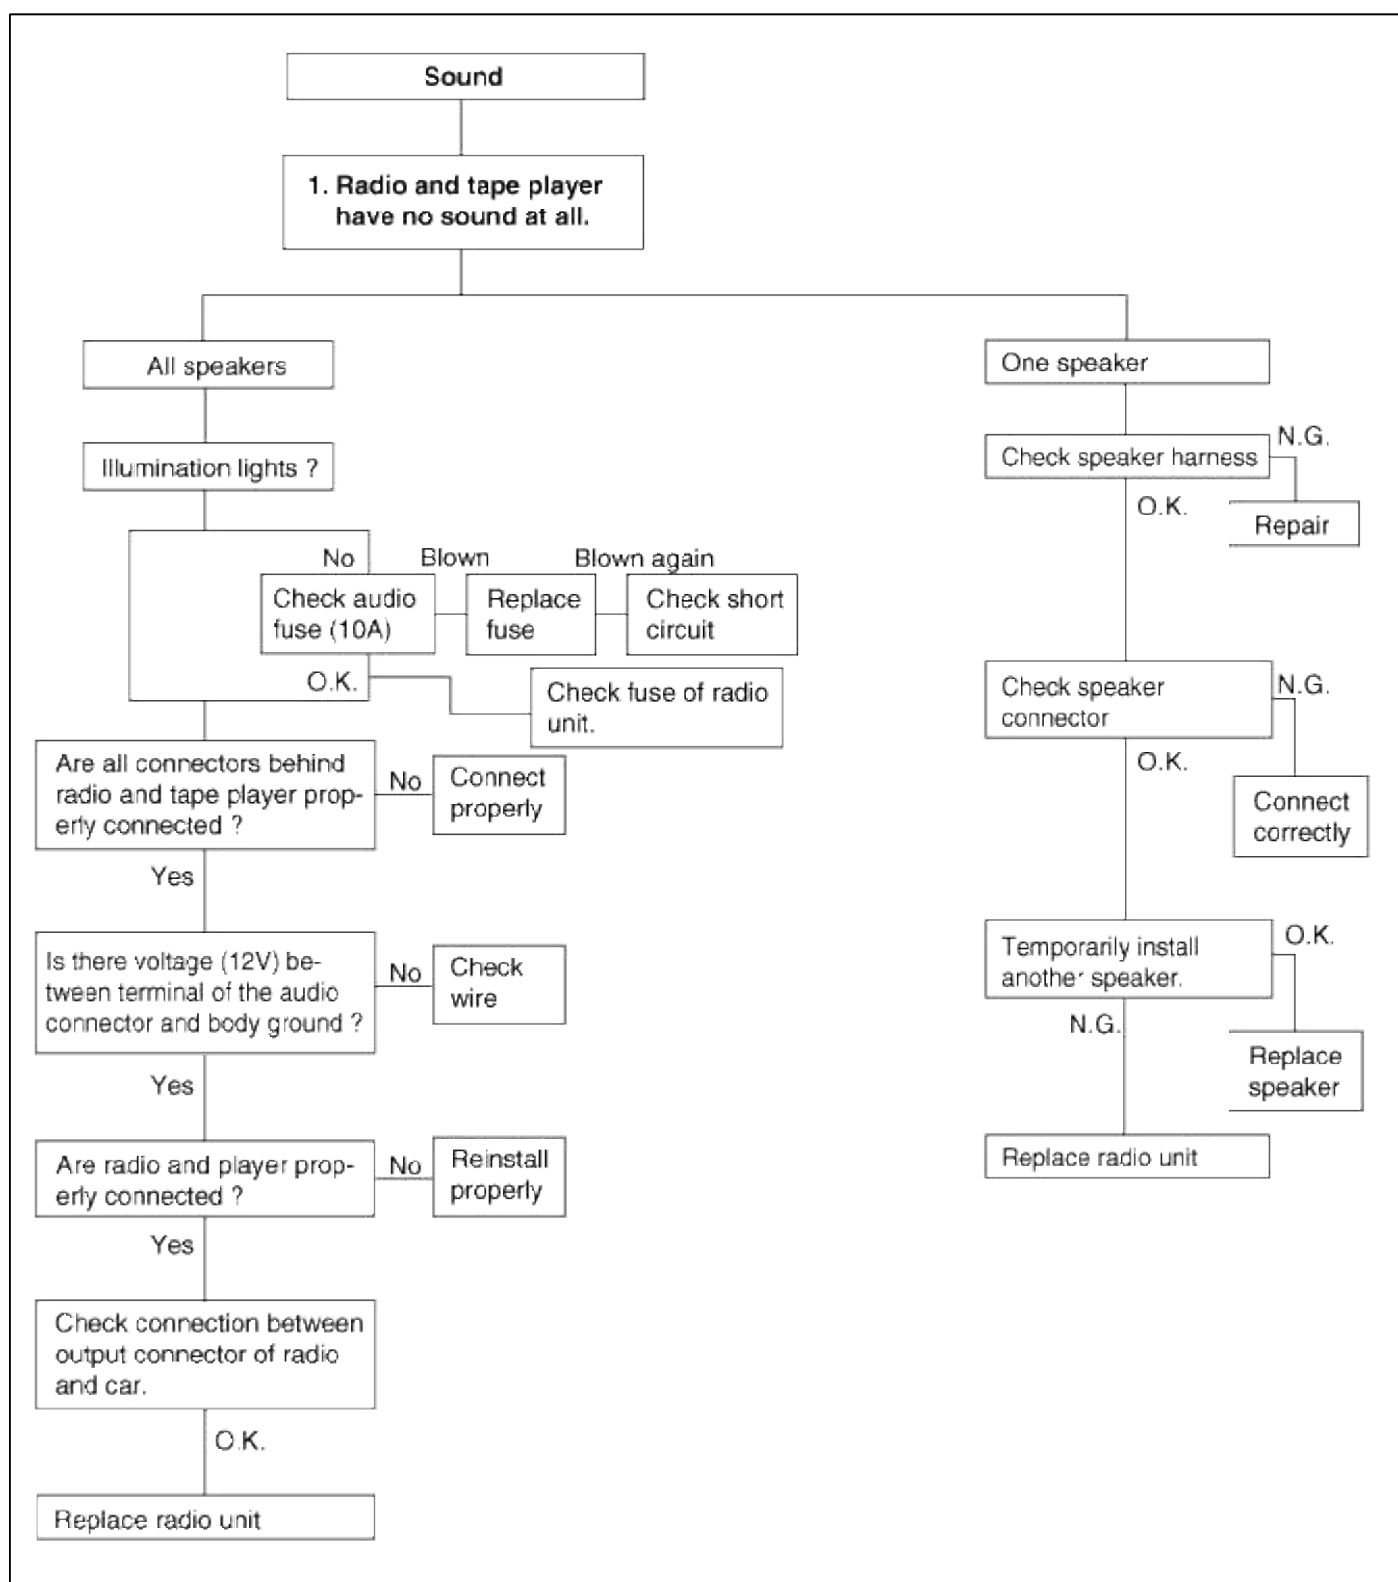 Sound
1. Radio and tape player
have no sound at all.
All speakers
Illumination lights ?
No
Blown
Blown again
Check audio
fuse (10A)
Replace
fuse
Check short
circuit
O.K.
Check fuse of radio
unit.
Are all connectors behind
radio and tape player prop-
erly connected ?
No
Connect
properly
Yes
Is there voltage (12V) be-
tween terminal of the audio
connector and body ground ?
No
Check
wire
Yes
Are radio and player prop-
erly connected ?
No
Reinstall
properly
Yes
Check connection between
output connector of radio
and car.
O.K.
Replace radio unit
One speaker
Check speaker harness
N.G.
Repair
O.K.
Check speaker
connector
N.G.
Connect
correctly
O.K.
Temporarily install
another speaker.
O.K.
Replace
speaker
N.G.
Replace radio unit